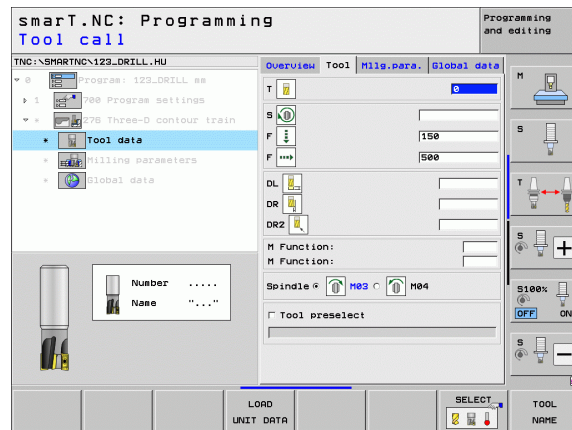 smarT.NC: Programming
Tool call
Programming
and editing
TNC:\SMARTNC\123_DRILL.HU
0 Program: 123_DRILL mm
1 700 Program settings
* 276 Three-D contour train
* Tool data
* Milling parameters
* Global data
Number .....
Name "..."
Overview Tool Mllg.para. Global data
T 0
S
F 150
F 500
DL
DR
DR2
M Function:
M Function:
Spindle M03 M04
Tool preselect
M
S
T
S
S100%
OFF ON
S
LOAD
UNIT DATA
SELECT
TOOL
NAME